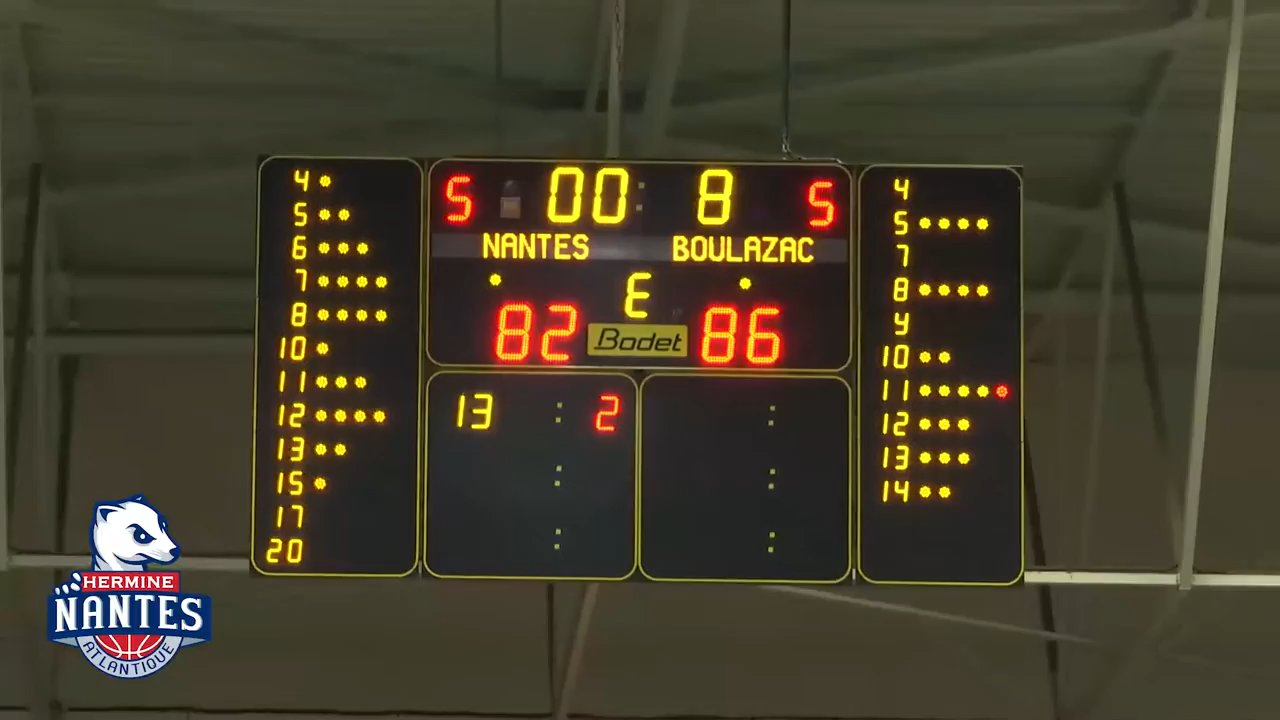 4
5
6
7
8
10
11
12
13
15
17
20
5 00 : 8 5
NANTES BOULAZAC
E
82 Bodet 86
13 : 2
4
5
7
8
9
10
11
12
13
14
HERMINE
NANTES
ATLANTIQUE